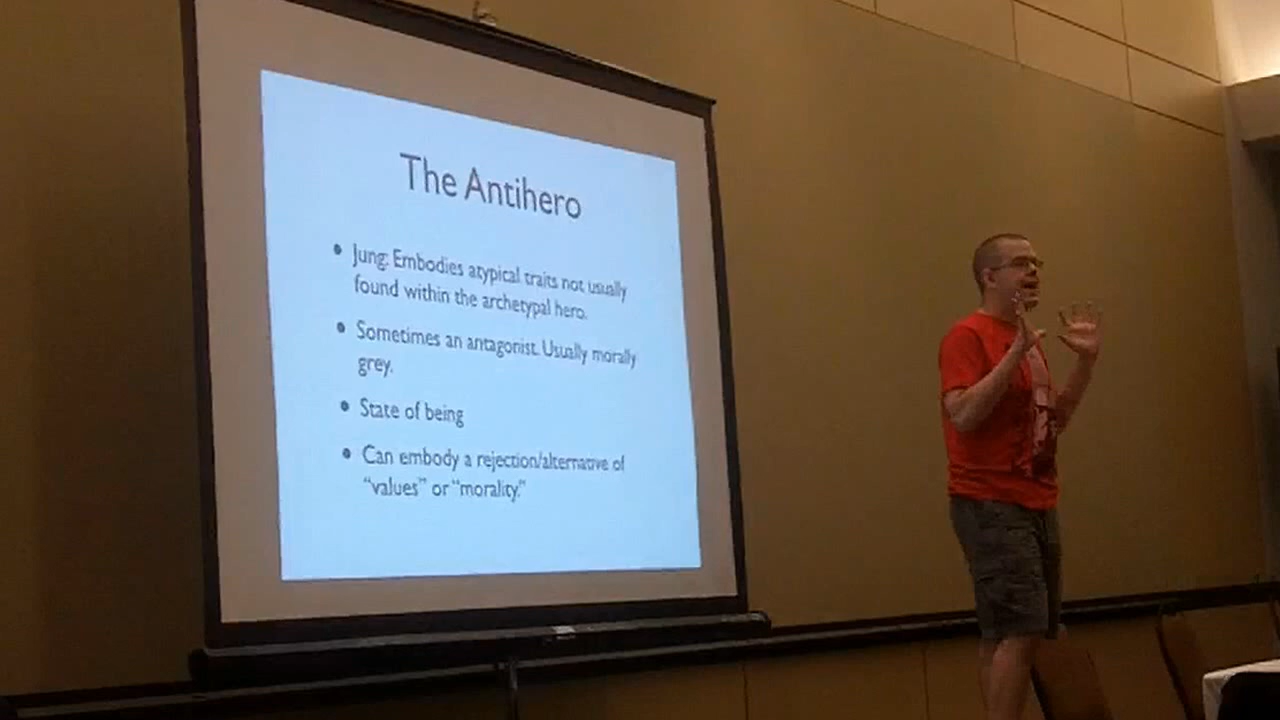 The Antihero
• Jung: Embodies atypical traits not usually
found within the archetypal hero.
• Sometimes an antagonist. Usually morally
grey.
• State of being
• Can embody a rejection/alternative of
“values” or “morality.”